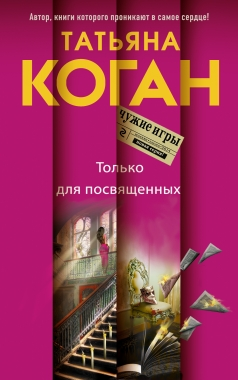 Автор, книги которого проникают в самое сердце!
ТАТЬЯНА
КОГАН
чужие игры
Только
для посвященных